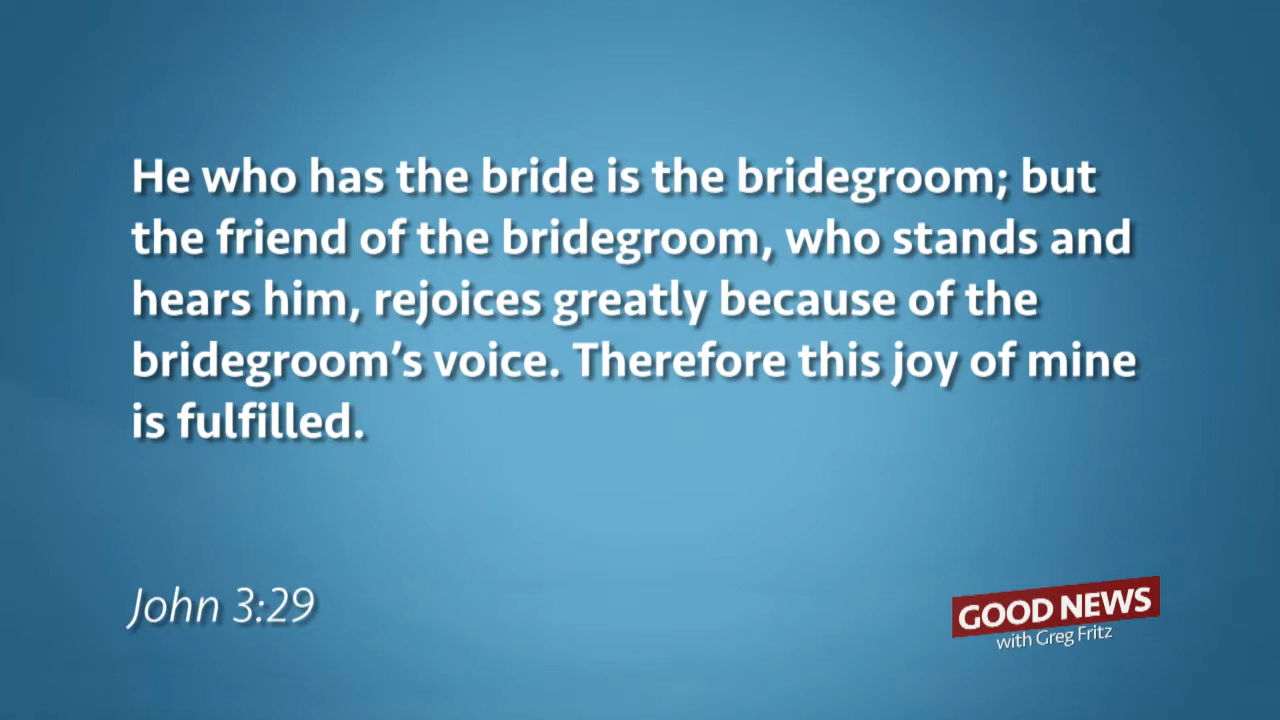 He who has the bride is the bridegroom; but
the friend of the bridegroom, who stands and
hears him, rejoices greatly because of the
bridegroom’s voice. Therefore this joy of mine
is fulfilled.
John 3:29
GOOD NEWS
with Greg Fritz